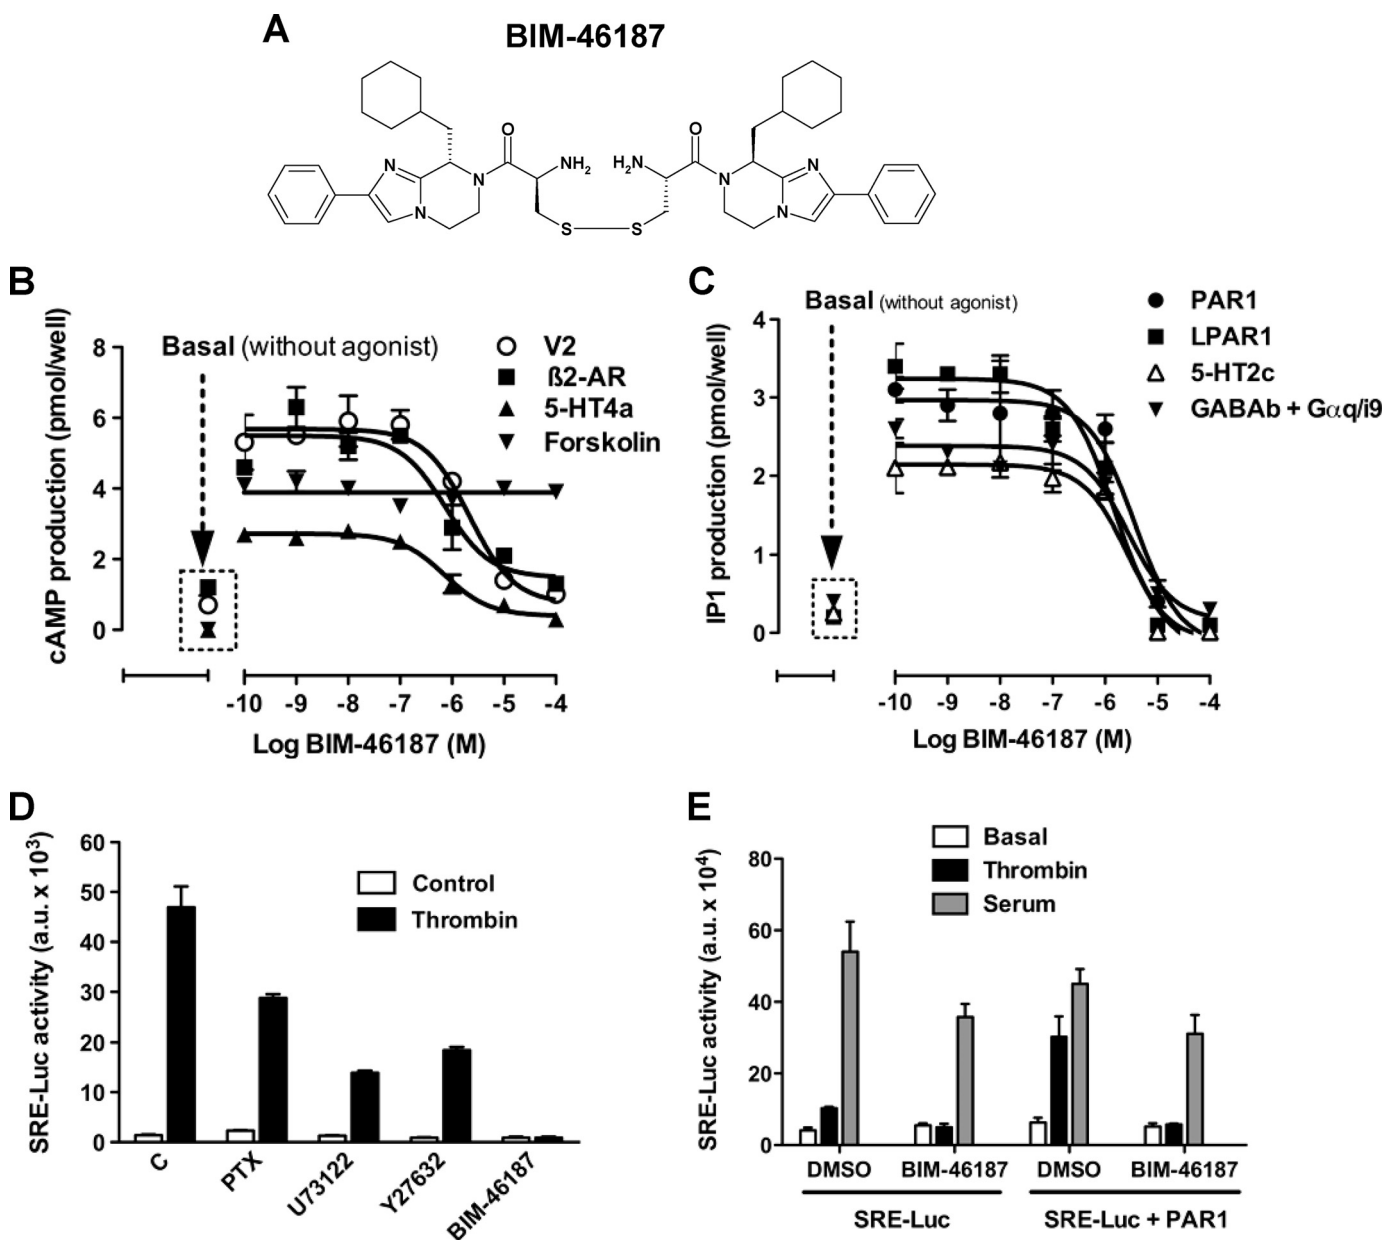 A
BIM-46187
O
O
NH₂
H₂N
N
N
N
N
N
N
S
S
B
cAMP production (pmol/well)
Basal (without agonist)
V2
ß2-AR
5-HT4a
Forskolin
8
6
4
2
0
-10 -9 -8 -7 -6 -5 -4
Log BIM-46187 (M)
C
IP1 production (pmol/well)
Basal (without agonist)
PAR1
LPAR1
5-HT2c
GABAb + Gαq/i9
4
3
2
1
0
-10 -9 -8 -7 -6 -5 -4
Log BIM-46187 (M)
D
SRE-Luc activity (a.u. x 10³)
60
50
40
30
20
10
0
Control
Thrombin
C
PTX
U73122
Y27632
BIM-46187
E
SRE-Luc activity (a.u. x 10⁴)
Basal
Thrombin
Serum
80
60
40
20
0
DMSO BIM-46187 DMSO BIM-46187
SRE-Luc SRE-Luc + PAR1